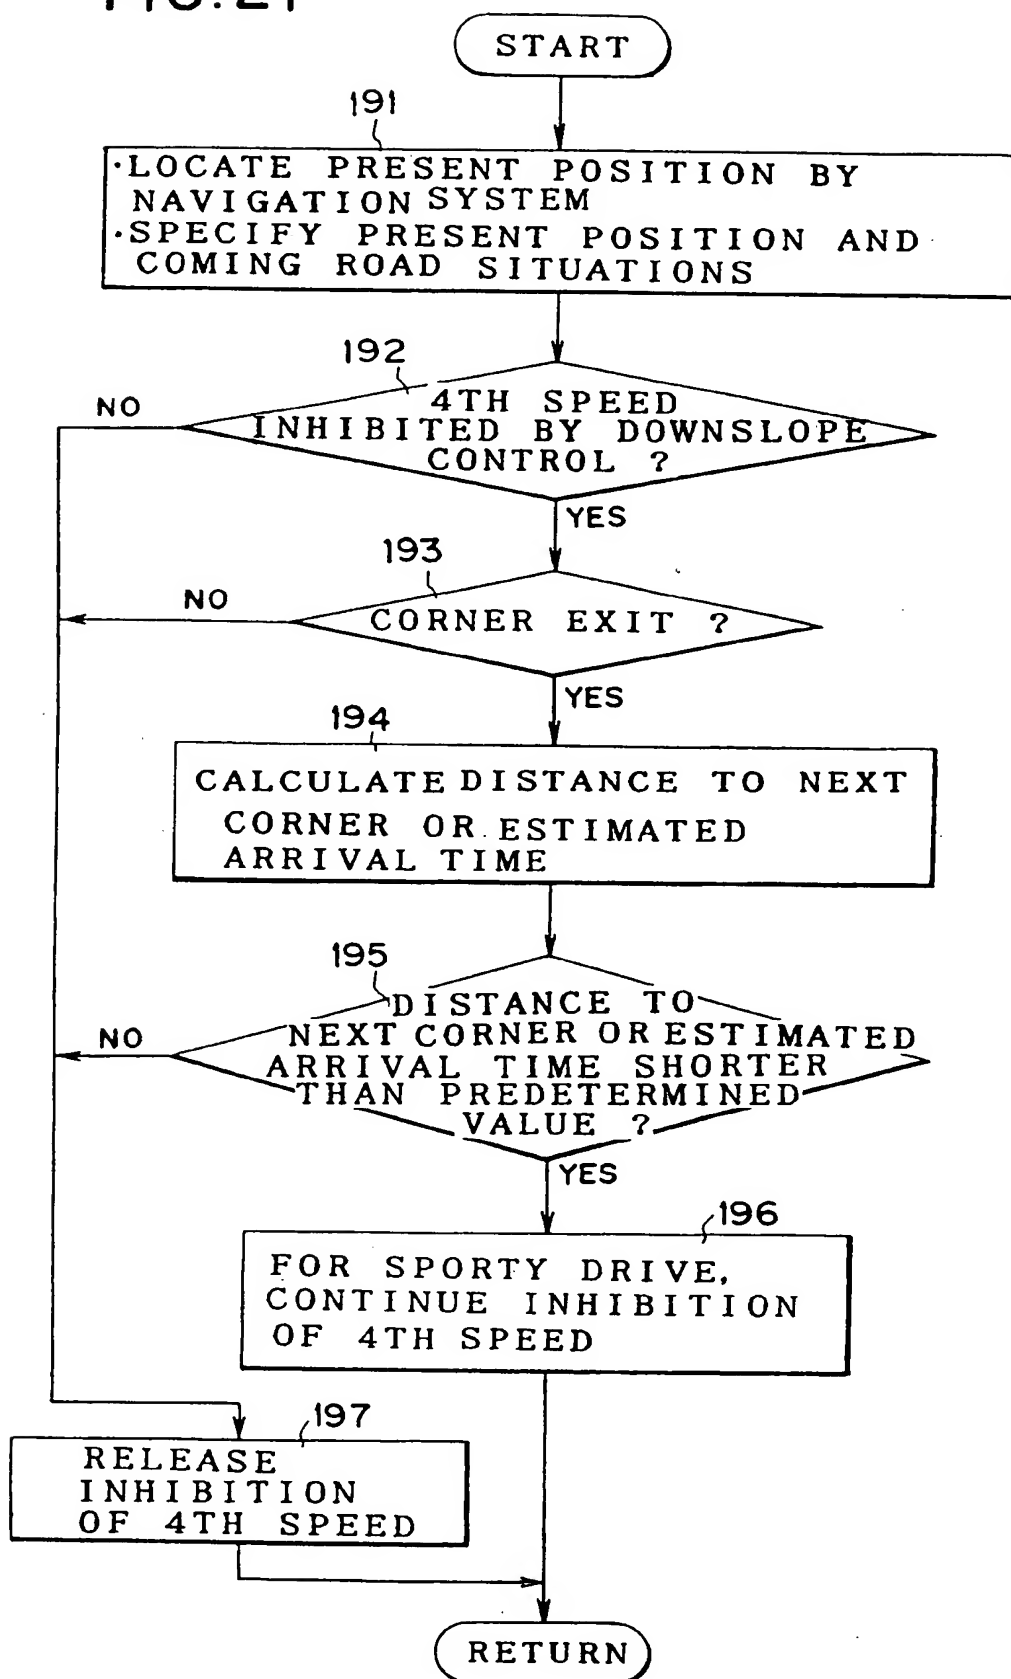 START
191
·LOCATE PRESENT POSITION BY
NAVIGATION SYSTEM
·SPECIFY PRESENT POSITION AND
COMING ROAD SITUATIONS
192
NO
4TH SPEED
INHIBITED BY DOWNSLOPE
CONTROL ?
YES
193
NO
CORNER EXIT ?
YES
194
CALCULATE DISTANCE TO NEXT
CORNER OR ESTIMATED
ARRIVAL TIME
195
NO
DISTANCE TO
NEXT CORNER OR ESTIMATED
ARRIVAL TIME SHORTER
THAN PREDETERMINED
VALUE ?
YES
196
FOR SPORTY DRIVE,
CONTINUE INHIBITION
OF 4TH SPEED
197
RELEASE
INHIBITION
OF 4TH SPEED
RETURN